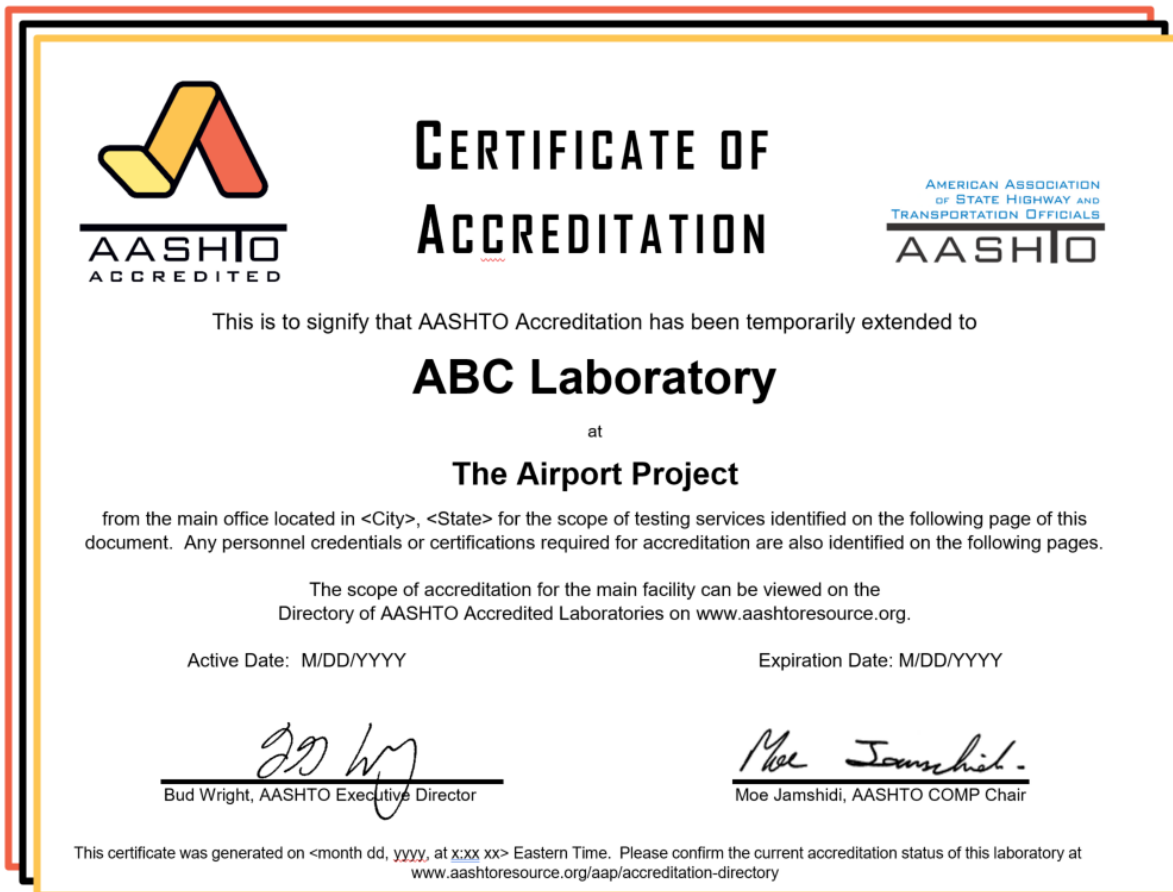 CERTIFICATE OF
ACCREDITATION
AASHTO
ACCREDITED
AMERICAN ASSOCIATION
OF STATE HIGHWAY AND
TRANSPORTATION OFFICIALS
AASHTO
This is to signify that AASHTO Accreditation has been temporarily extended to
ABC Laboratory
at
The Airport Project
from the main office located in <City>, <State> for the scope of testing services identified on the following page of this
document.  Any personnel credentials or certifications required for accreditation are also identified on the following pages.
The scope of accreditation for the main facility can be viewed on the
Directory of AASHTO Accredited Laboratories on www.aashtoresource.org.
Active Date:  M/DD/YYYY
Expiration Date: M/DD/YYYY
Moe Jamshidi
Bud Wright, AASHTO Executive Director
Moe Jamshidi, AASHTO COMP Chair
This certificate was generated on <month dd, yyyy, at x:xx xx> Eastern Time.  Please confirm the current accreditation status of this laboratory at
www.aashtoresource.org/aap/accreditation-directory